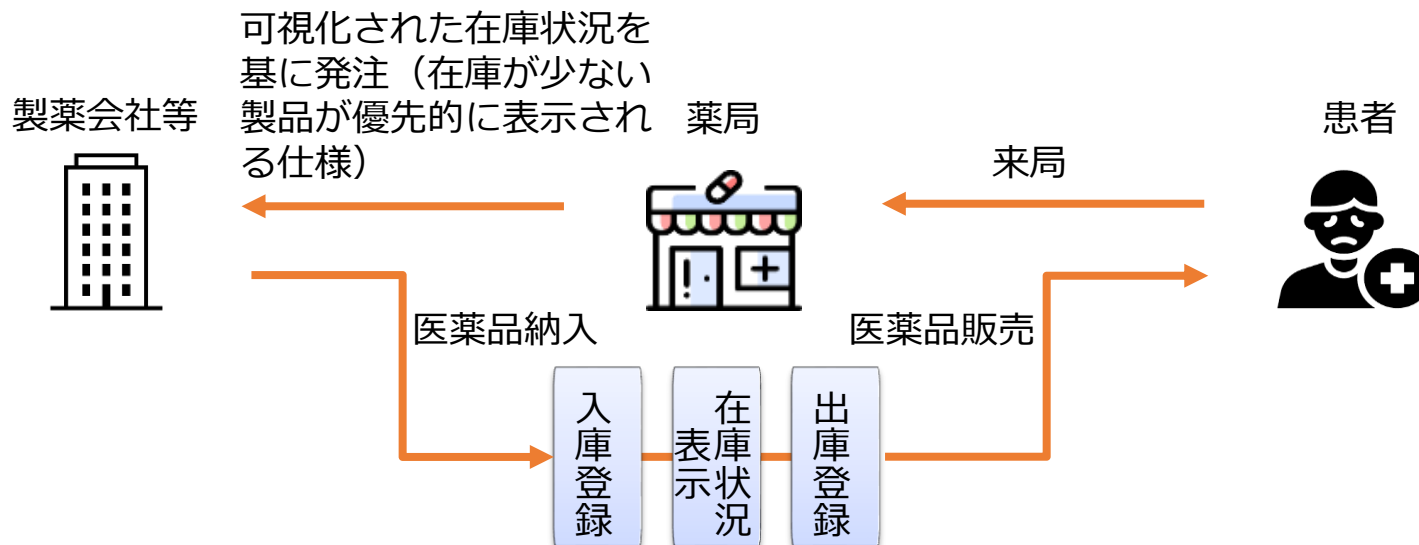 可視化された在庫状況を
基に発注（在庫が少ない
製品が優先的に表示され
る仕様）
製薬会社等
薬局
患者
来局
医薬品納入
医薬品販売
入庫登録
在庫状況
表示
出庫登録